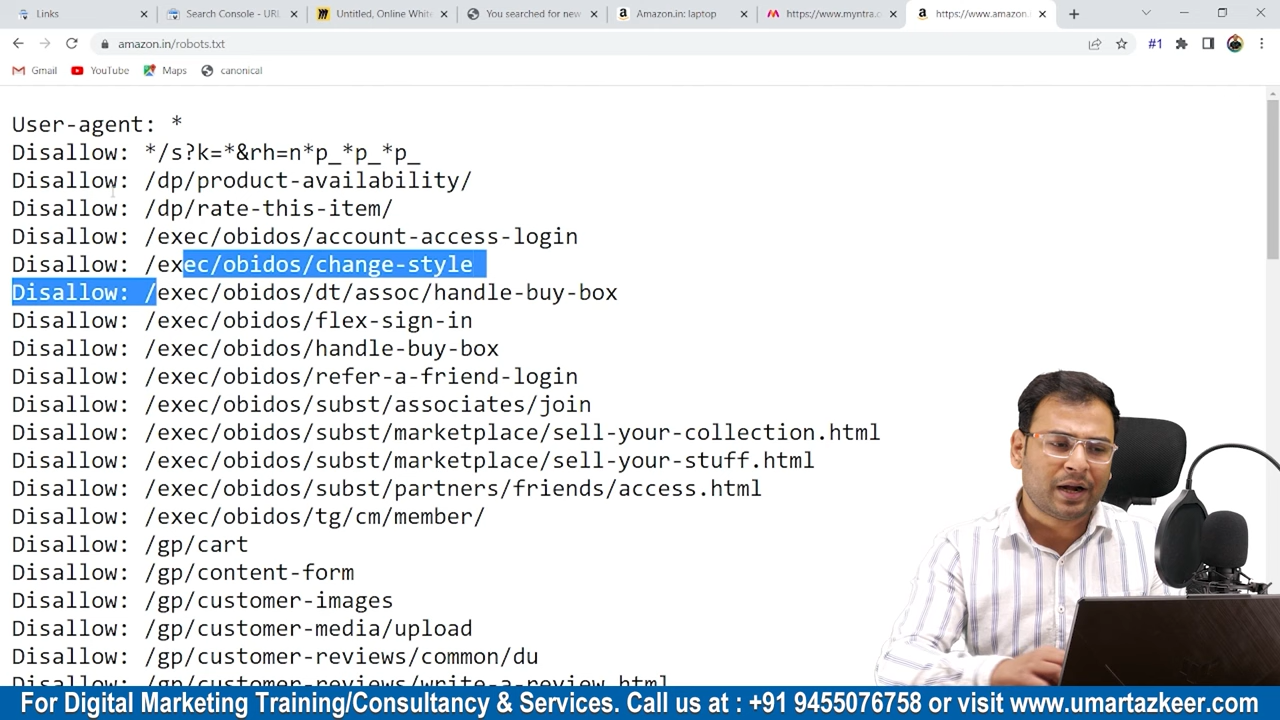 Links
Search Console - URL
Untitled, Online White
You searched for new
Amazon.in: laptop
https://www.myntra.c
https://www.amazon.
amazon.in/robots.txt
#1
Gmail
YouTube
Maps
canonical
User-agent: *
Disallow: */s?k=*&rh=n*p_*p_*p_
Disallow: /dp/product-availability/
Disallow: /dp/rate-this-item/
Disallow: /exec/obidos/account-access-login
Disallow: /exec/obidos/change-style
Disallow: /exec/obidos/dt/assoc/handle-buy-box
Disallow: /exec/obidos/flex-sign-in
Disallow: /exec/obidos/handle-buy-box
Disallow: /exec/obidos/refer-a-friend-login
Disallow: /exec/obidos/subst/associates/join
Disallow: /exec/obidos/subst/marketplace/sell-your-collection.html
Disallow: /exec/obidos/subst/marketplace/sell-your-stuff.html
Disallow: /exec/obidos/subst/partners/friends/access.html
Disallow: /exec/obidos/tg/cm/member/
Disallow: /gp/cart
Disallow: /gp/content-form
Disallow: /gp/customer-images
Disallow: /gp/customer-media/upload
Disallow: /gp/customer-reviews/common/du
Disallow: /gp/customer-reviews/write-a-review.html
For Digital Marketing Training/Consultancy & Services. Call us at : +91 9455076758 or visit www.umartazkeer.com